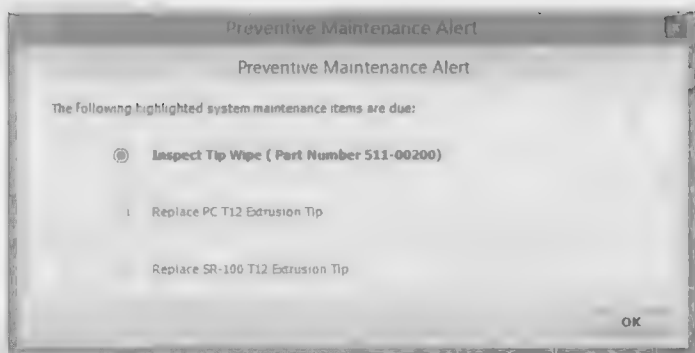 Preventive Maintenance Alert
Preventive Maintenance Alert
The following highlighted system maintenance items are due:
Inspect Tip Wipe ( Part Number 511-00200)
Replace PC T12 Extrusion Tip
Replace SR-100 T12 Extrusion Tip
OK